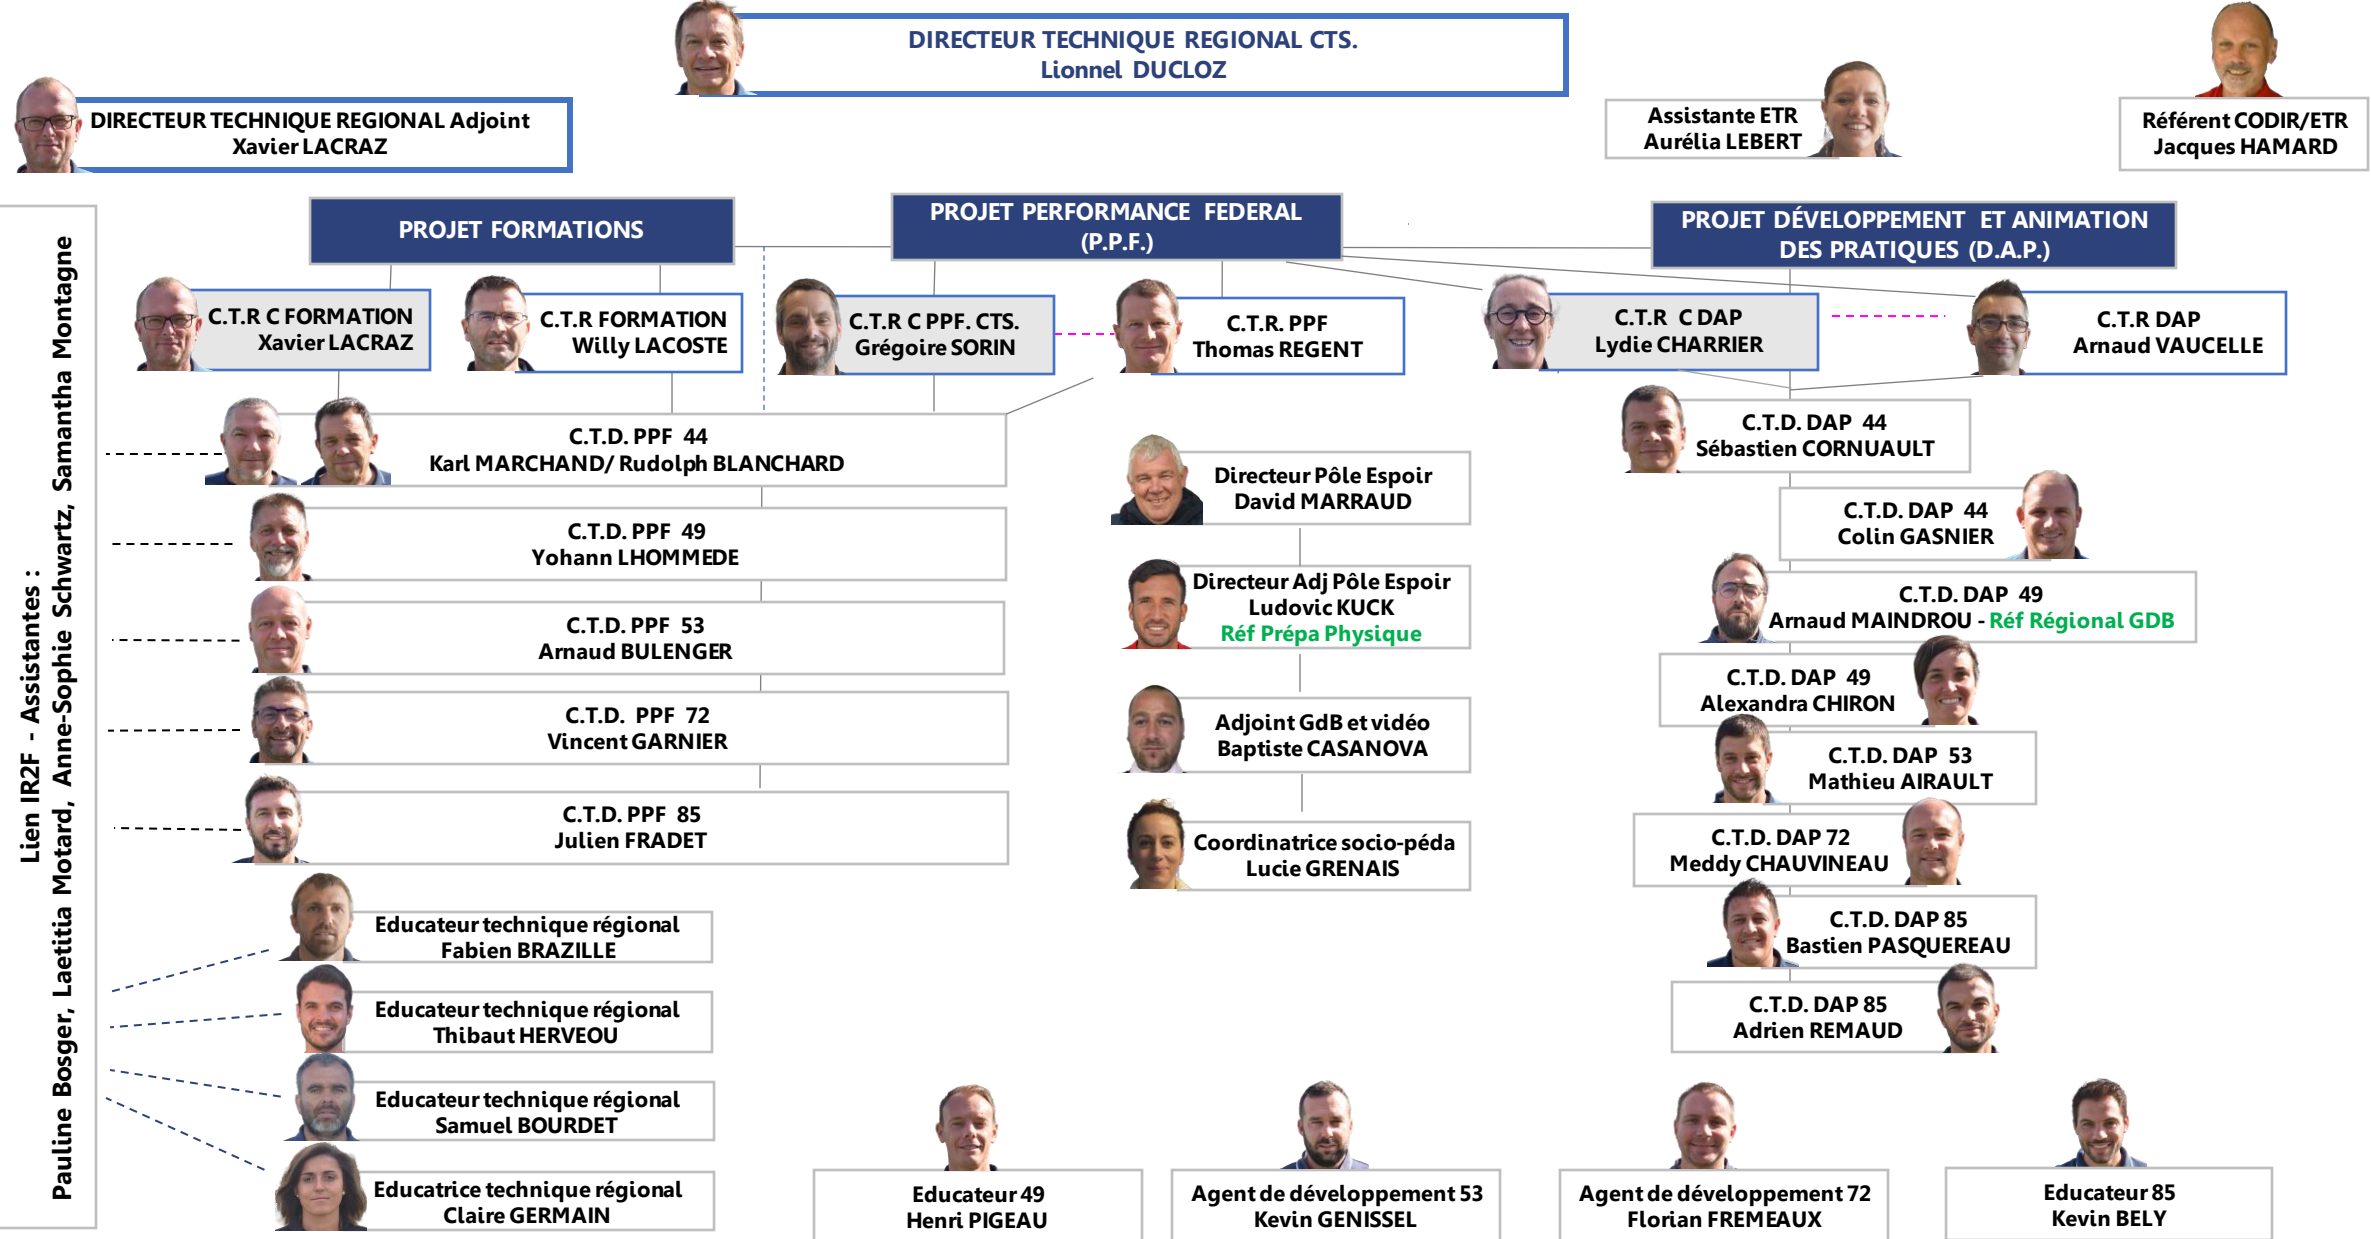 DIRECTEUR TECHNIQUE REGIONAL CTS.
Lionnel DUCLOZ
DIRECTEUR TECHNIQUE REGIONAL Adjoint
Xavier LACRAZ
Assistante ETR
Aurélia LEBERT
Référent CODIR/ETR
Jacques HAMARD
Lien IR2F - Assistantes :
Pauline Bosger, Laetitia Motard, Anne-Sophie Schwartz, Samantha Montagne
PROJET FORMATIONS
PROJET PERFORMANCE FEDERAL
(P.P.F.)
PROJET DÉVELOPPEMENT ET ANIMATION
DES PRATIQUES (D.A.P.)
C.T.R C FORMATION
Xavier LACRAZ
C.T.R FORMATION
Willy LACOSTE
C.T.R C PPF. CTS.
Grégoire SORIN
C.T.R. PPF
Thomas REGENT
C.T.R C DAP
Lydie CHARRIER
C.T.R DAP
Arnaud VAUCELLE
C.T.D. PPF 44
Karl MARCHAND/ Rudolph BLANCHARD
C.T.D. PPF 49
Yohann LHOMMEDE
C.T.D. PPF 53
Arnaud BULENGER
C.T.D. PPF 72
Vincent GARNIER
C.T.D. PPF 85
Julien FRADET
Educateur technique régional
Fabien BRAZILLE
Educateur technique régional
Thibaut HERVEOU
Educateur technique régional
Samuel BOURDET
Educatrice technique régional
Claire GERMAIN
Directeur Pôle Espoir
David MARRAUD
Directeur Adj Pôle Espoir
Ludovic KUCK
Réf Prépa Physique
Adjoint GdB et vidéo
Baptiste CASANOVA
Coordinatrice socio-péda
Lucie GRENAIS
C.T.D. DAP 44
Sébastien CORNUAULT
C.T.D. DAP 44
Colin GASNIER
C.T.D. DAP 49
Arnaud MAINDROU - Réf Régional GDB
C.T.D. DAP 49
Alexandra CHIRON
C.T.D. DAP 53
Mathieu AIRAULT
C.T.D. DAP 72
Meddy CHAUVINEAU
C.T.D. DAP 85
Bastien PASQUEREAU
C.T.D. DAP 85
Adrien REMAUD
Educateur 49
Henri PIGEAU
Agent de développement 53
Kevin GENISSEL
Agent de développement 72
Florian FREMEAUX
Educateur 85
Kevin BELY